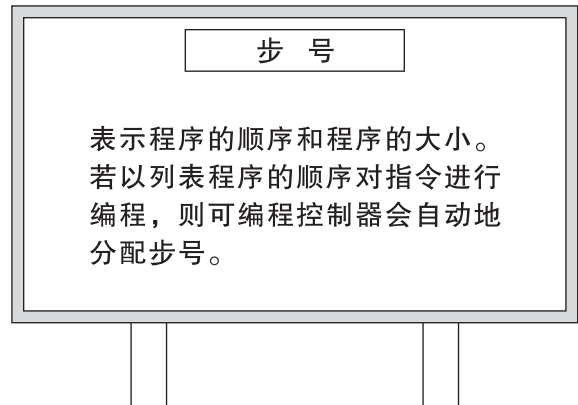 步 号
表示程序的顺序和程序的大小。
若以列表程序的顺序对指令进行
编程，则可编程控制器会自动地
分配步号。